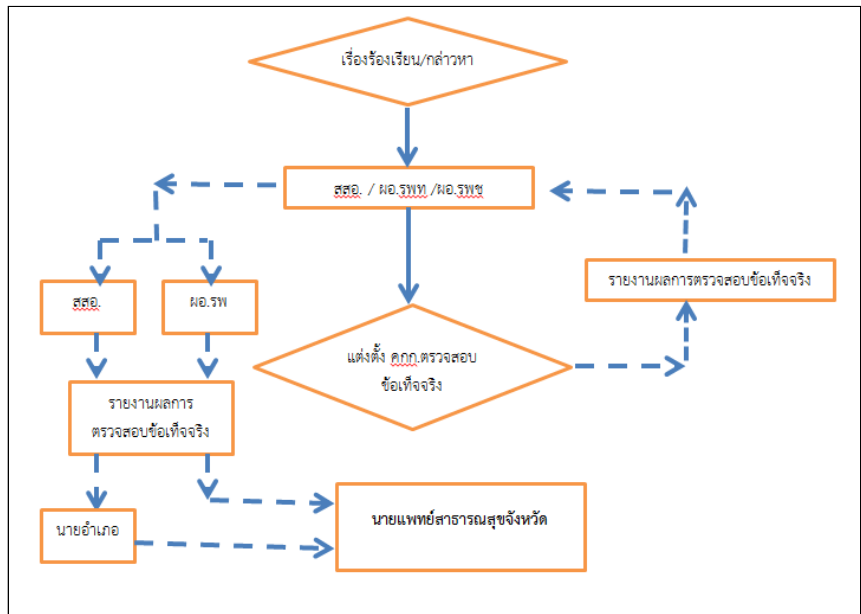 เรื่องร้องเรียน/กล่าวหา
สสอ. / ผอ.รพท /ผอ.รพช
รายงานผลการตรวจสอบข้อเท็จจริง
สสอ.
ผอ.รพ
แต่งตั้ง คกก.ตรวจสอบ
ข้อเท็จจริง
รายงานผลการ
ตรวจสอบข้อเท็จจริง
นายอำเภอ
นายแพทย์สาธารณสุขจังหวัด